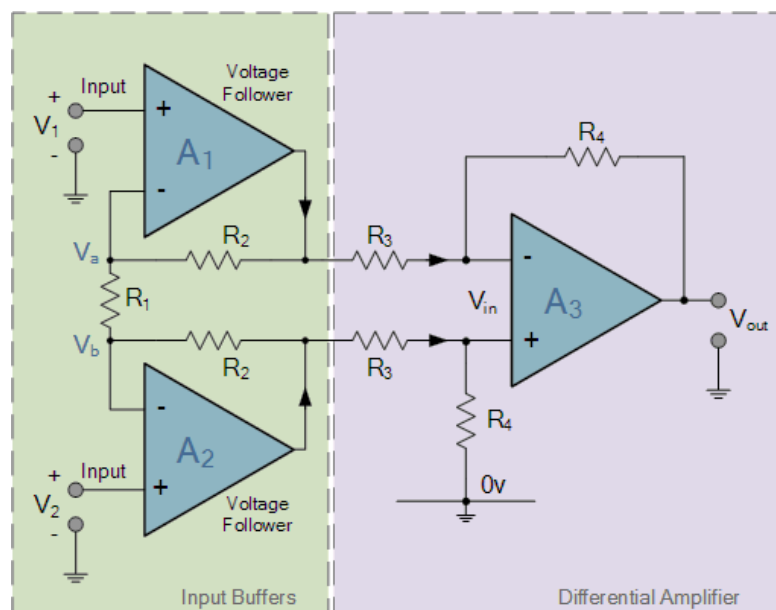 Input
Voltage
Follower
+
V1
-
+
A1
-
Va
R2
R1
Vb
R2
-
A2
+
+
Input
V2
-
Voltage
Follower
Input Buffers
R4
R3
-
Vin
A3
R3
+
R4
Vout
0v
Differential Amplifier